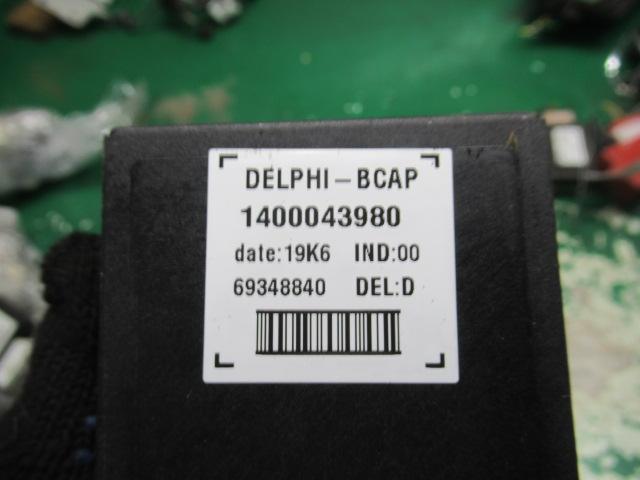 DELPHI-BCAP
1400043980
date:19K6 IND:00
69348840 DEL:D